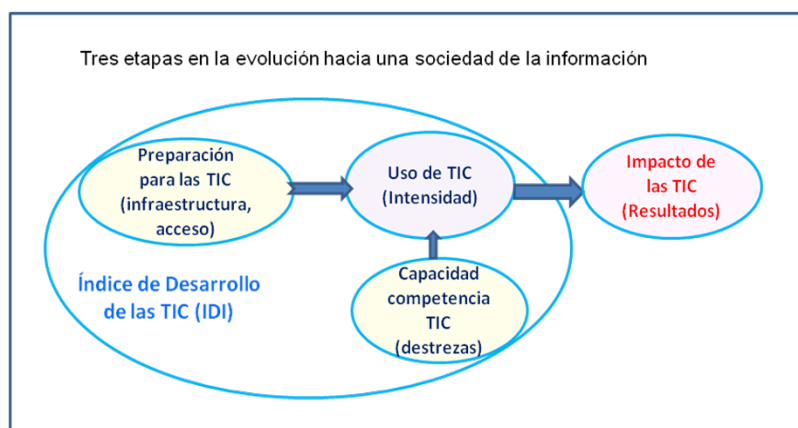 Tres etapas en la evolución hacia una sociedad de la información
Preparación
para las TIC
(infraestructura,
acceso)
Uso de TIC
(Intensidad)
Impacto de
las TIC
(Resultados)
Índice de Desarrollo
de las TIC (IDI)
Capacidad
competencia
TIC
(destrezas)